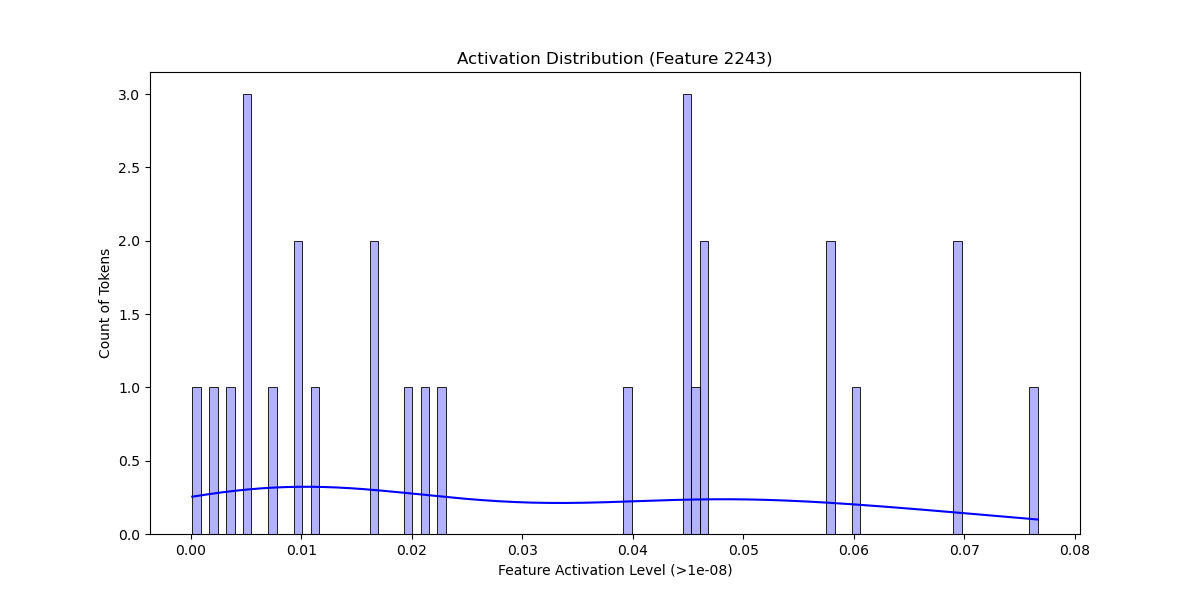 Activation Distribution (Feature 2243)
3.0
2.5
2.0
1.5
1.0
0.5
0.0
Count of Tokens
0.00 0.01 0.02 0.03 0.04 0.05 0.06 0.07 0.08
Feature Activation Level (>1e-08)